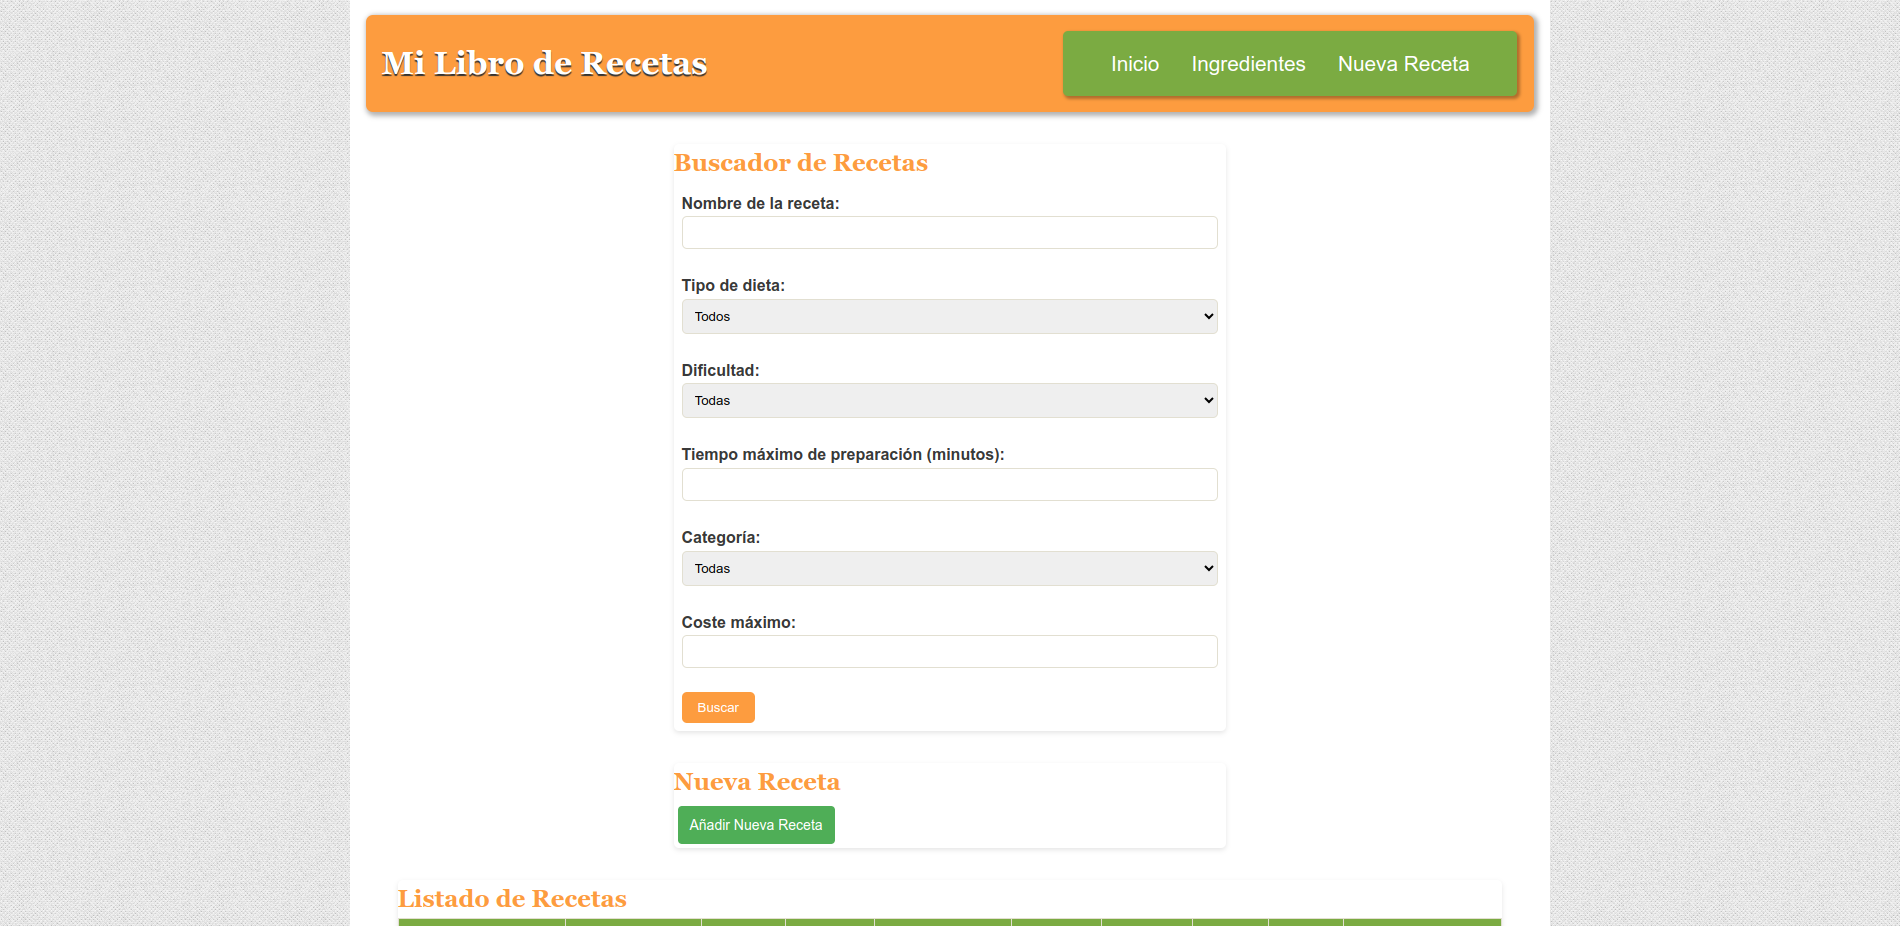 Mi Libro de Recetas
Inicio Ingredientes Nueva Receta
Buscador de Recetas
Nombre de la receta:
Tipo de dieta:
Todos
Dificultad:
Todas
Tiempo máximo de preparación (minutos):
Categoría:
Todas
Coste máximo:
Buscar
Nueva Receta
Añadir Nueva Receta
Listado de Recetas